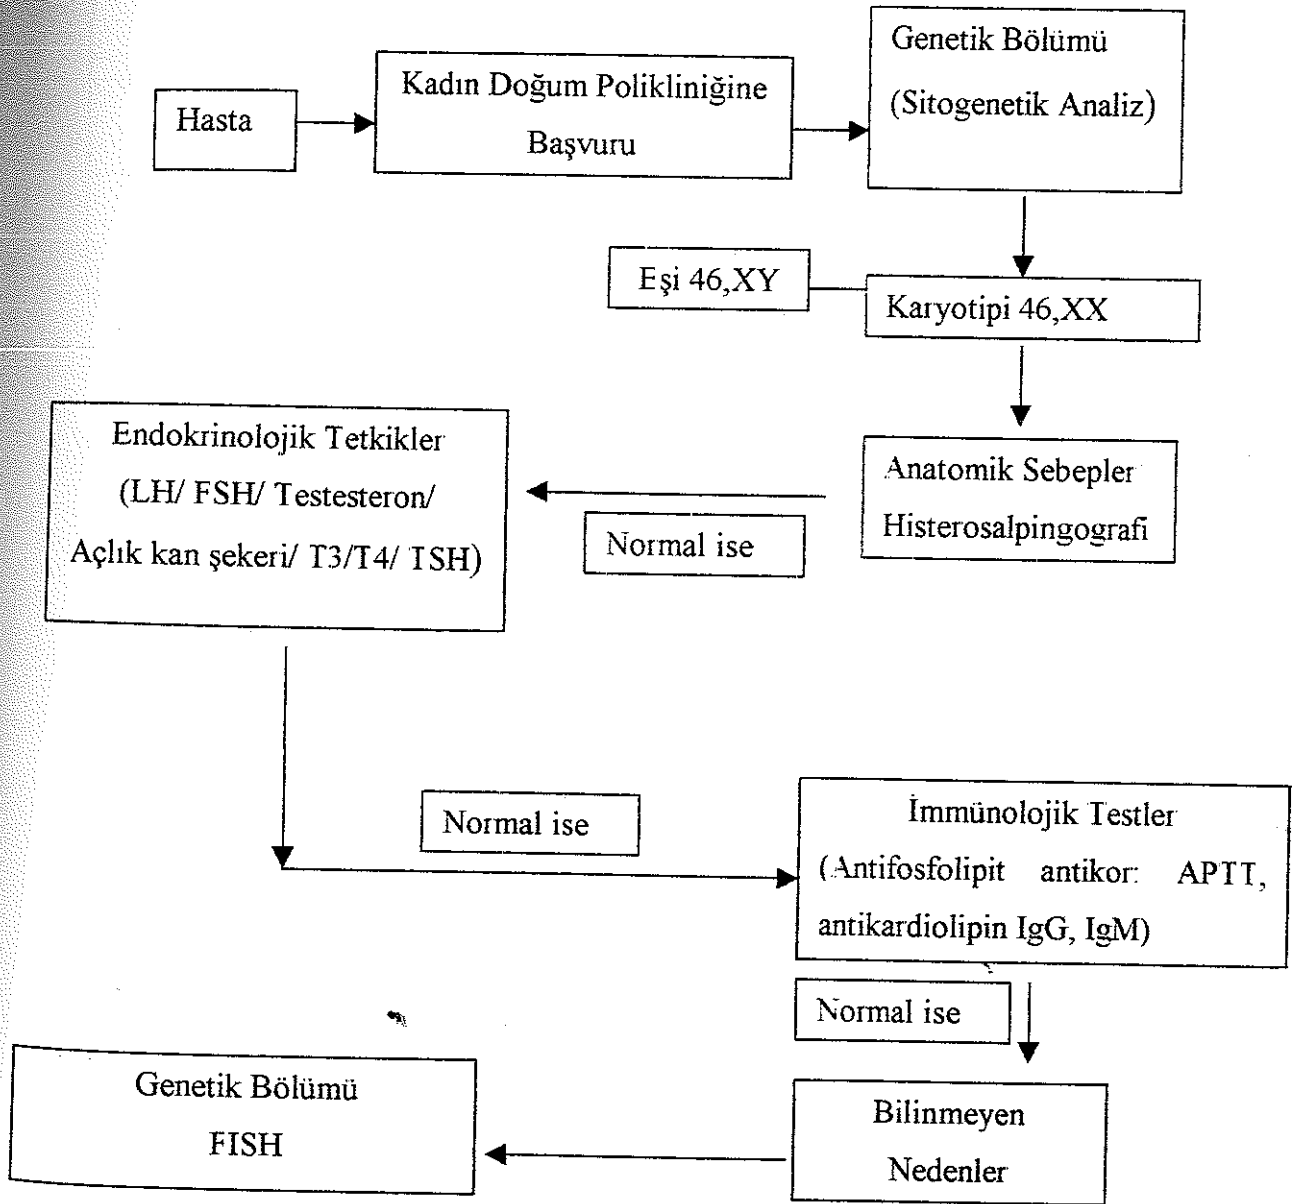 Hasta
Kadın Doğum Polikliniğine
Başvuru
Genetik Bölümü
(Sitogenetik Analiz)
Eşi 46,XY
Karyotipi 46,XX
Anatomik Sebepler
Histerosalpingografi
Normal ise
Endokrinolojik Tetkikler
(LH/ FSH/ Testesteron/
Açlık kan şekeri/ T3/T4/ TSH)
Normal ise
İmmünolojik Testler
(Antifosfolipit antikor: APTT,
antikardiolipin IgG, IgM)
Normal ise
Bilinmeyen
Nedenler
Genetik Bölümü
FISH